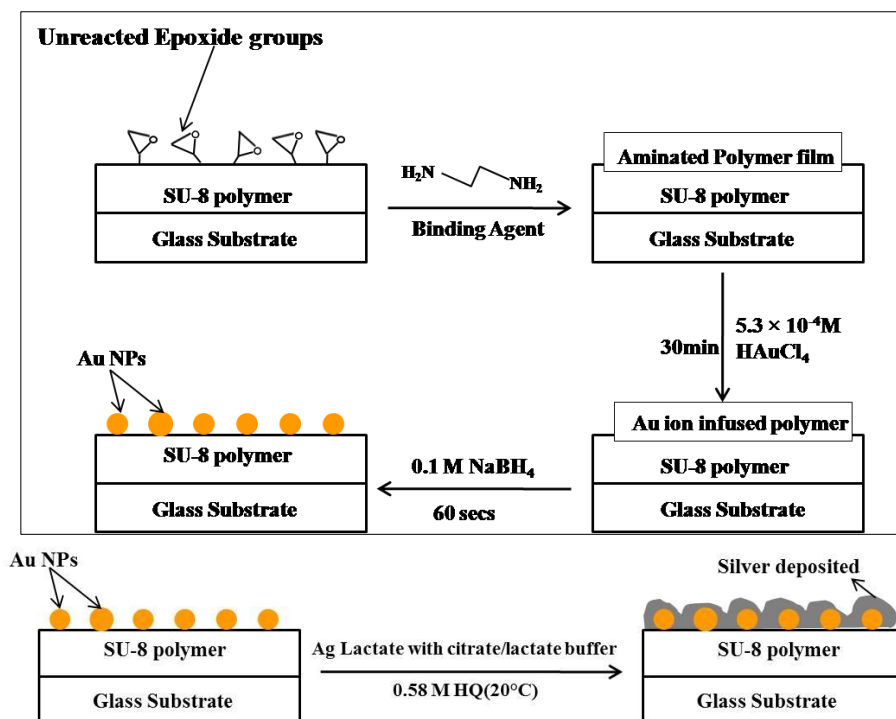 Unreacted Epoxide groups
SU-8 polymer
Glass Substrate
H₂N
NH₂
Binding Agent
Aminated Polymer film
SU-8 polymer
Glass Substrate
30min
5.3 × 10⁻⁴M
HAuCl₄
Au ion infused polymer
SU-8 polymer
Glass Substrate
0.1 M NaBH₄
60 secs
Au NPs
SU-8 polymer
Glass Substrate
Au NPs
SU-8 polymer
Glass Substrate
Ag Lactate with citrate/lactate buffer
0.58 M HQ(20°C)
Silver deposited
SU-8 polymer
Glass Substrate